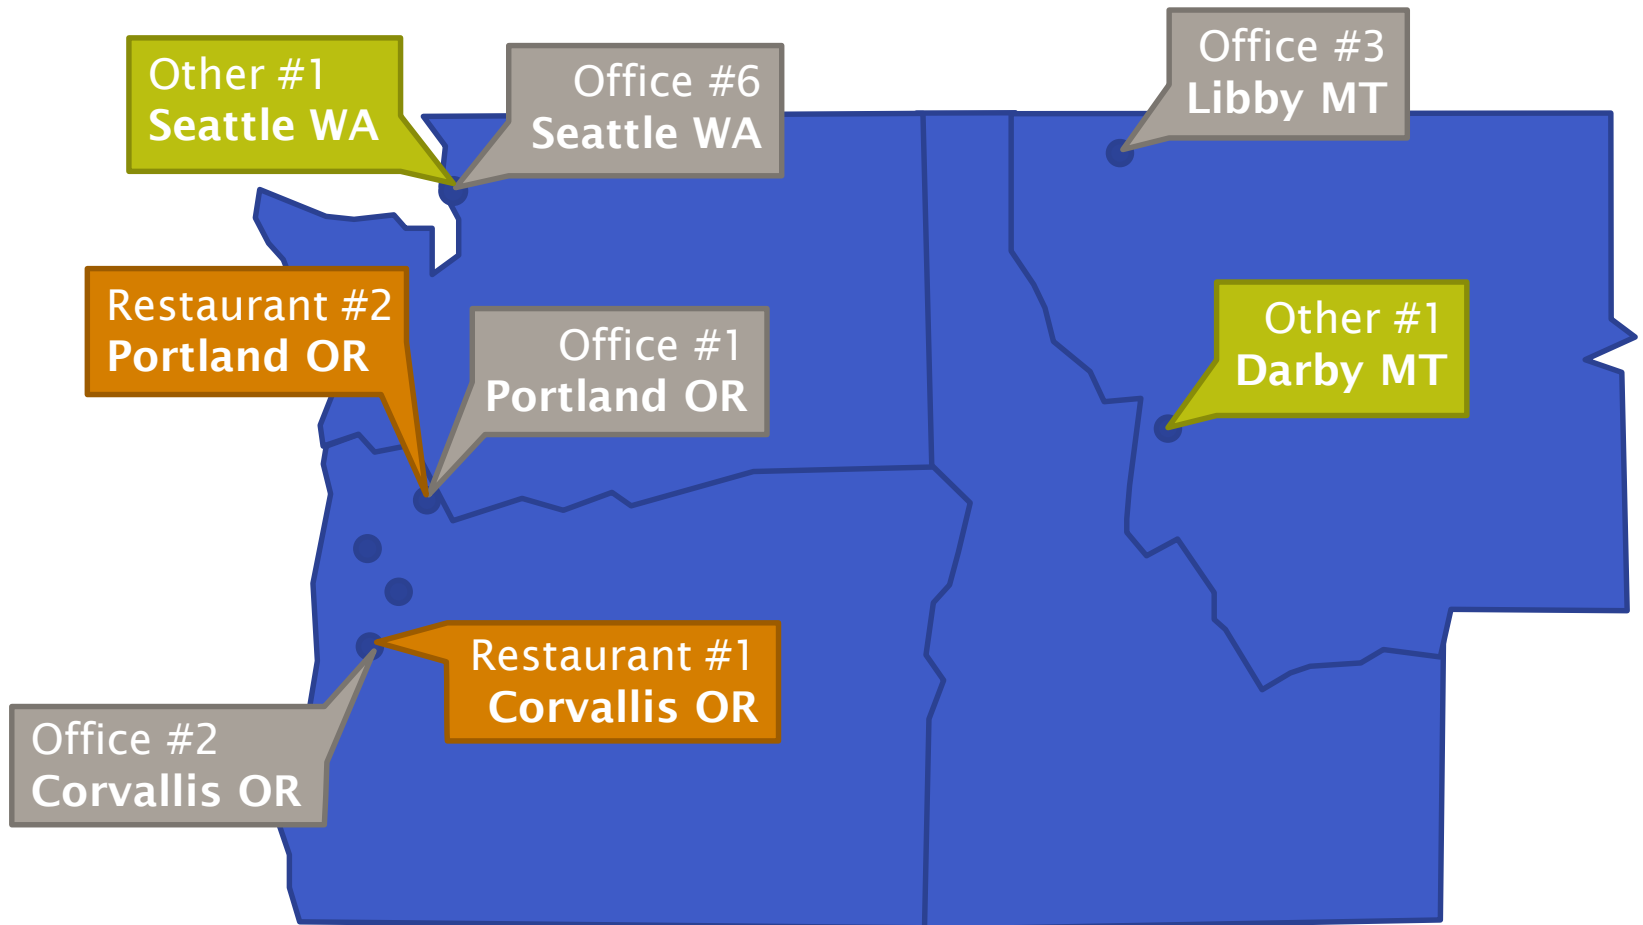 Other #1
Seattle WA
Office #6
Seattle WA
Office #3
Libby MT
Restaurant #2
Portland OR
Office #1
Portland OR
Other #1
Darby MT
Restaurant #1
Corvallis OR
Office #2
Corvallis OR